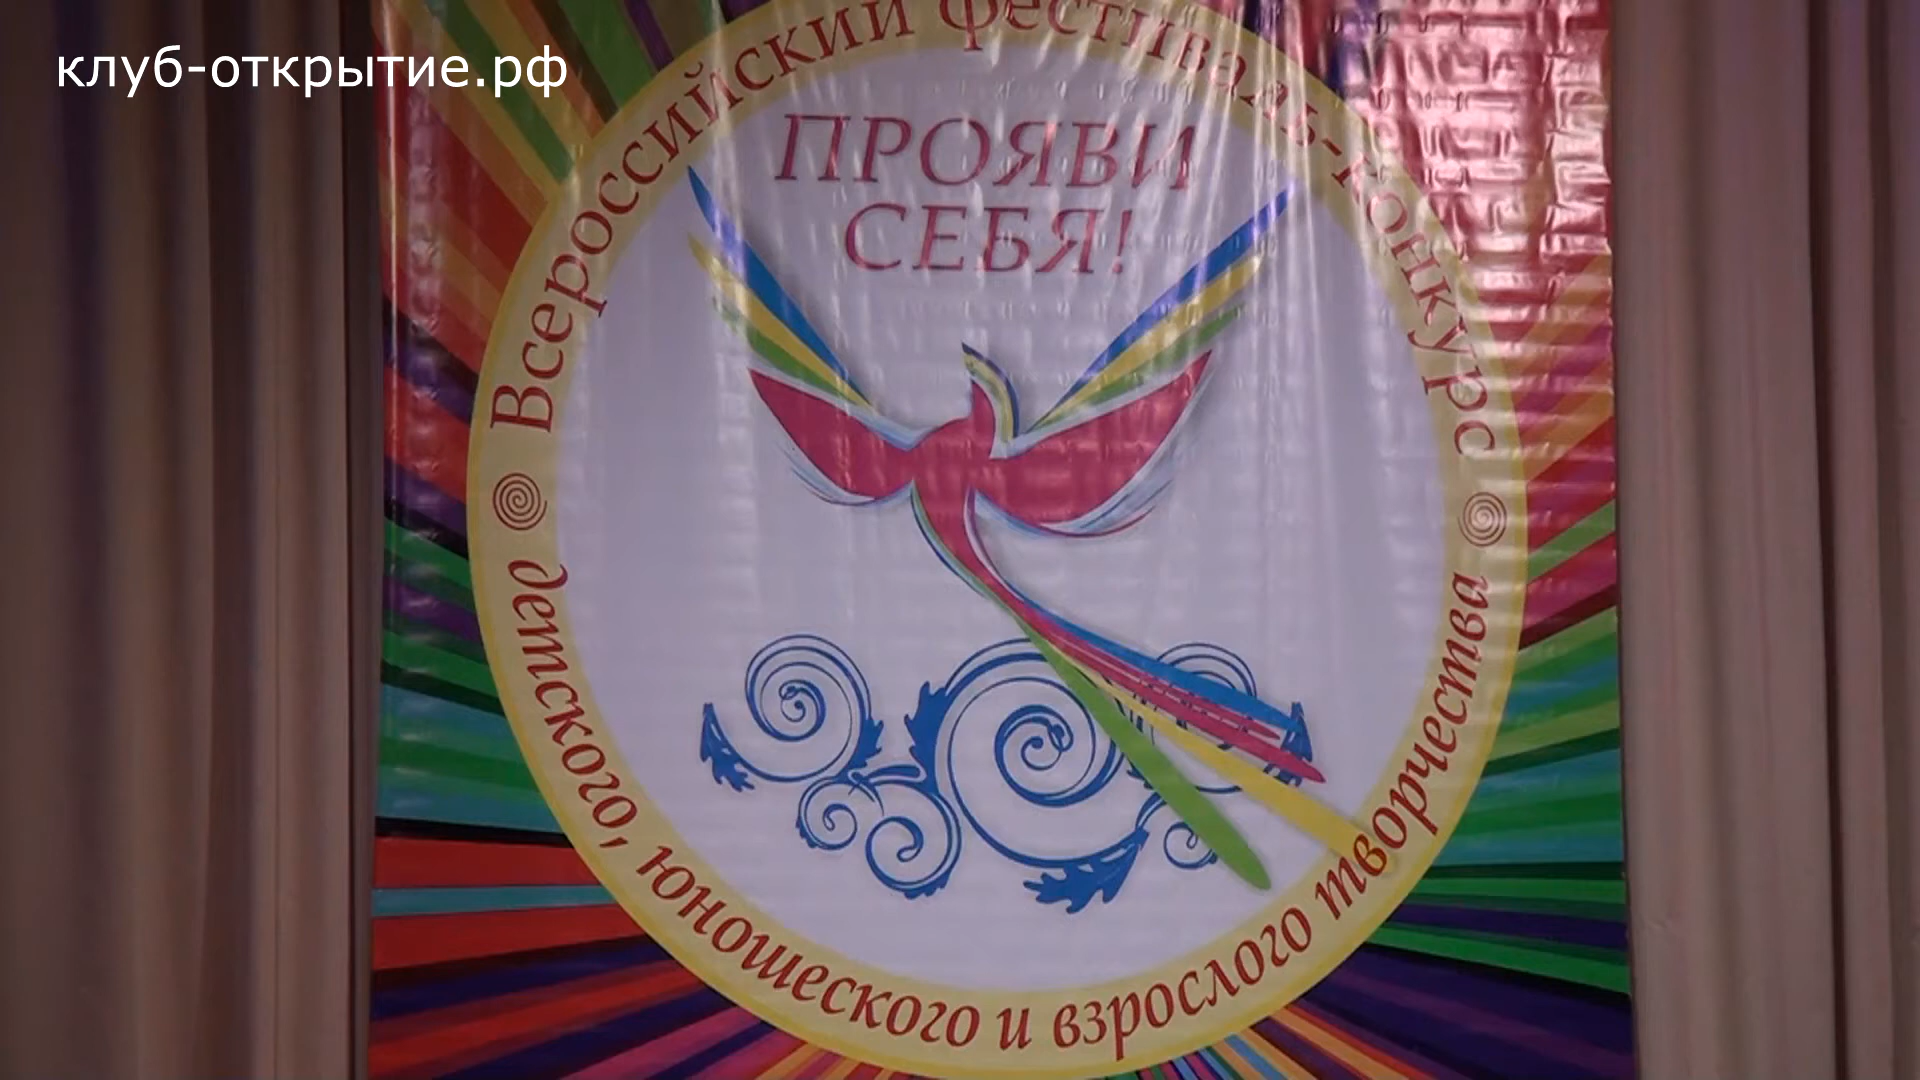 клуб-открытие.рф
Всероссийский фестиваль-конкурс
ПРОЯВИ
СЕБЯ!
детского, юношеского и взрослого творчества